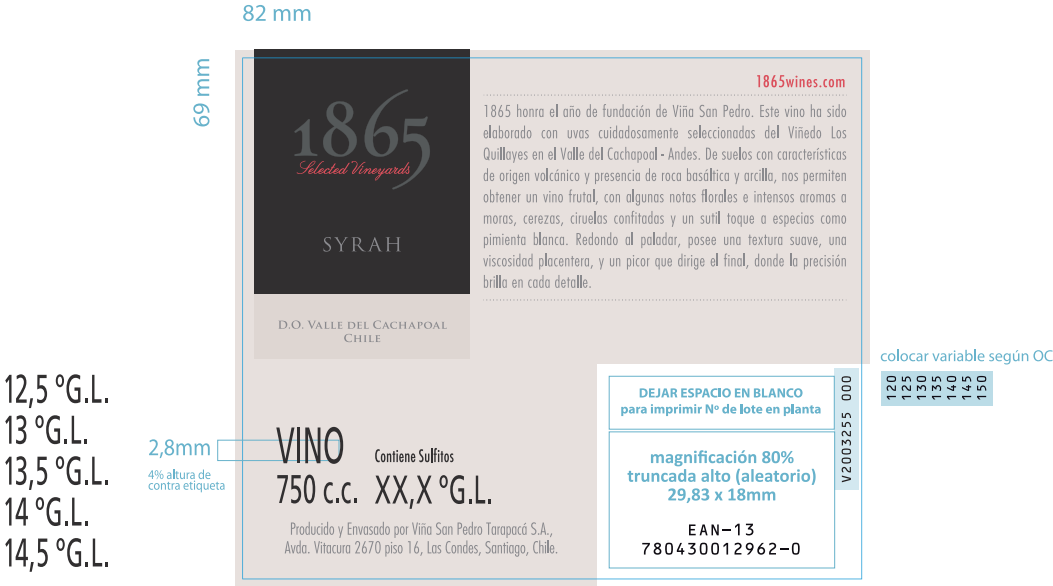 82 mm
69 mm
1865
Selected Vineyards
SYRAH
D.O. VALLE DEL CACHAPOAL
CHILE
1865wines.com
1865 honra el año de fundación de Viña San Pedro. Este vino ha sido
elaborado con uvas cuidadosamente seleccionadas del Viñedo Los
Quillayes en el Valle del Cachapoal - Andes. De suelos con características
de origen volcánico y presencia de roca basáltica y arcilla, nos permiten
obtener un vino frutal, con algunas notas florales e intensos aromas a
moras, cerezas, ciruelas confitadas y un sutil toque a especias como
pimienta blanca. Redondo al paladar, posee una textura suave, una
viscosidad placentera, y un picor que dirige el final, donde la precisión
brilla en cada detalle.
12,5 ºG.L.
13 ºG.L.
13,5 ºG.L.
14 ºG.L.
14,5 ºG.L.
2,8mm
4% altura de
contra etiqueta
VINO
Contiene Sulfitos
750 c.c. XX,X ºG.L.
Producido y Envasado por Viña San Pedro Tarapacá S.A.,
Avda. Vitacura 2670 piso 16, Las Condes, Santiago, Chile.
DEJAR ESPACIO EN BLANCO
para imprimir Nº de lote en planta
magnificación 80%
truncada alto (aleatorio)
29,83 x 18mm
EAN-13
780430012962-0
V2003255 000
colocar variable según OC
120
125
130
135
140
145
150